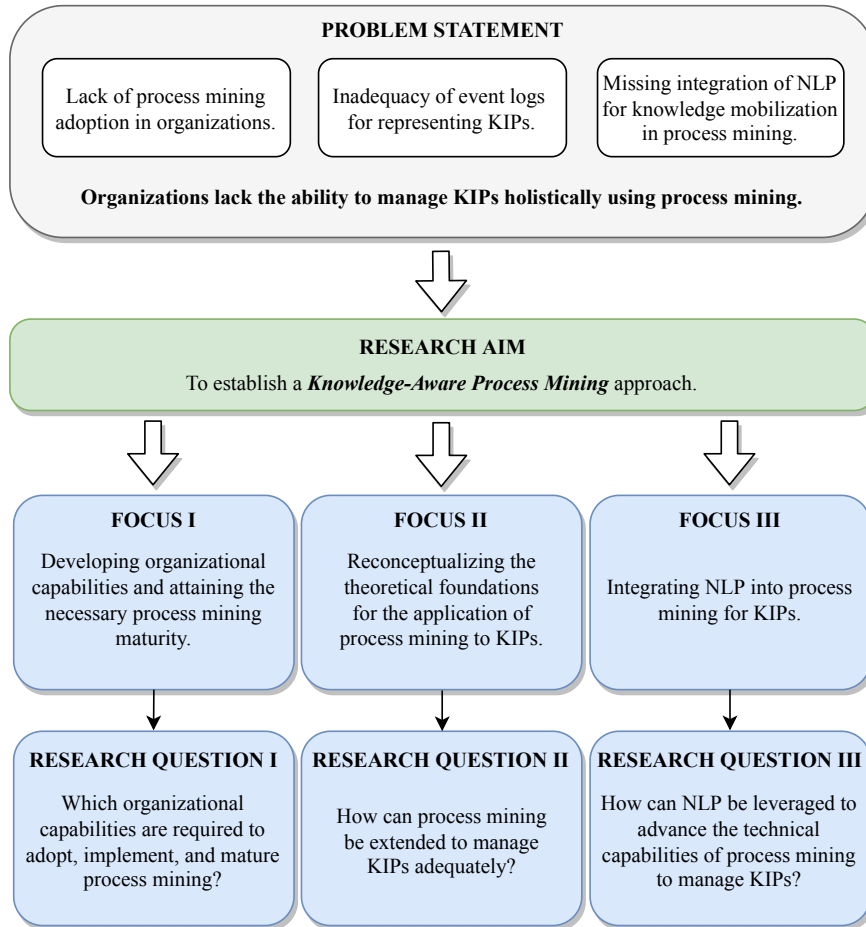 PROBLEM STATEMENT
Lack of process mining
adoption in organizations.
Inadequacy of event logs
for representing KIPs.
Missing integration of NLP
for knowledge mobilization
in process mining.
Organizations lack the ability to manage KIPs holistically using process mining.
RESEARCH AIM
To establish a Knowledge-Aware Process Mining approach.
FOCUS I
Developing organizational
capabilities and attaining the
necessary process mining
maturity.
FOCUS II
Reconceptualizing the
theoretical foundations
for the application of
process mining to KIPs.
FOCUS III
Integrating NLP into process
mining for KIPs.
RESEARCH QUESTION I
Which organizational
capabilities are required to
adopt, implement, and mature
process mining?
RESEARCH QUESTION II
How can process mining
be extended to manage
KIPs adequately?
RESEARCH QUESTION III
How can NLP be leveraged to
advance the technical
capabilities of process mining
to manage KIPs?